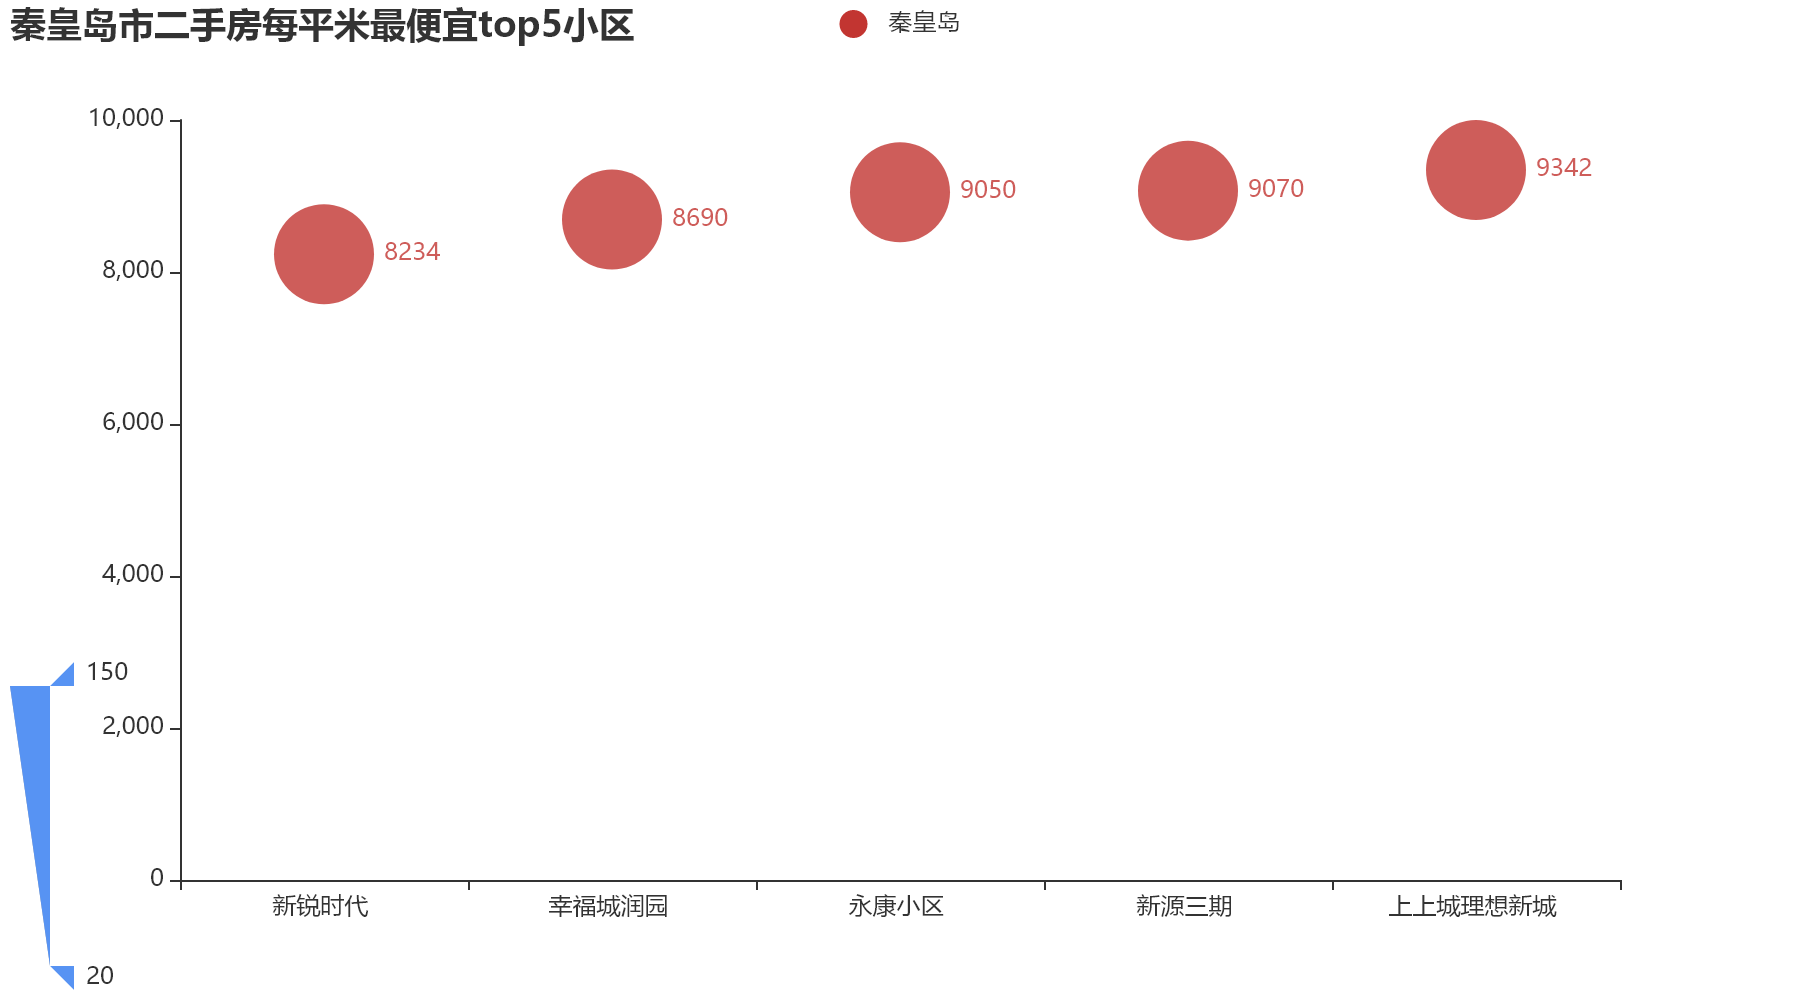 秦皇岛市二手房每平米最便宜top5小区
秦皇岛
10,000
8,000
6,000
4,000
2,000
0
8234
8690
9050
9070
9342
新锐时代
幸福城润园
永康小区
新源三期
上上城理想新城
150
20